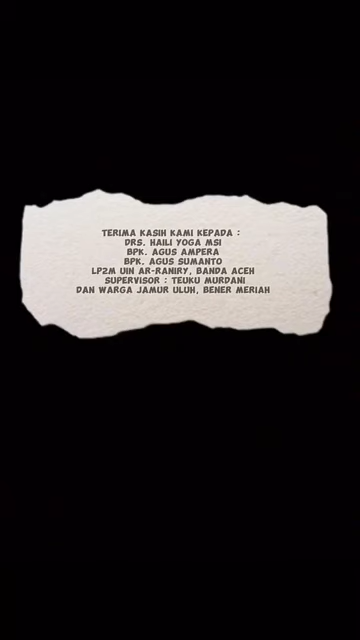 TERIMA KASIH KAMI KEPADA :
DRS. HAILI YOGA MSI
BPK. AGUS AMPERA
BPK. AGUS SUMANTO
LP2M UIN AR-RANIRY, BANDA ACEH
SUPERVISOR : TEUKU MURDANI
DAN WARGA JAMUR ULUH, BENER MERIAH